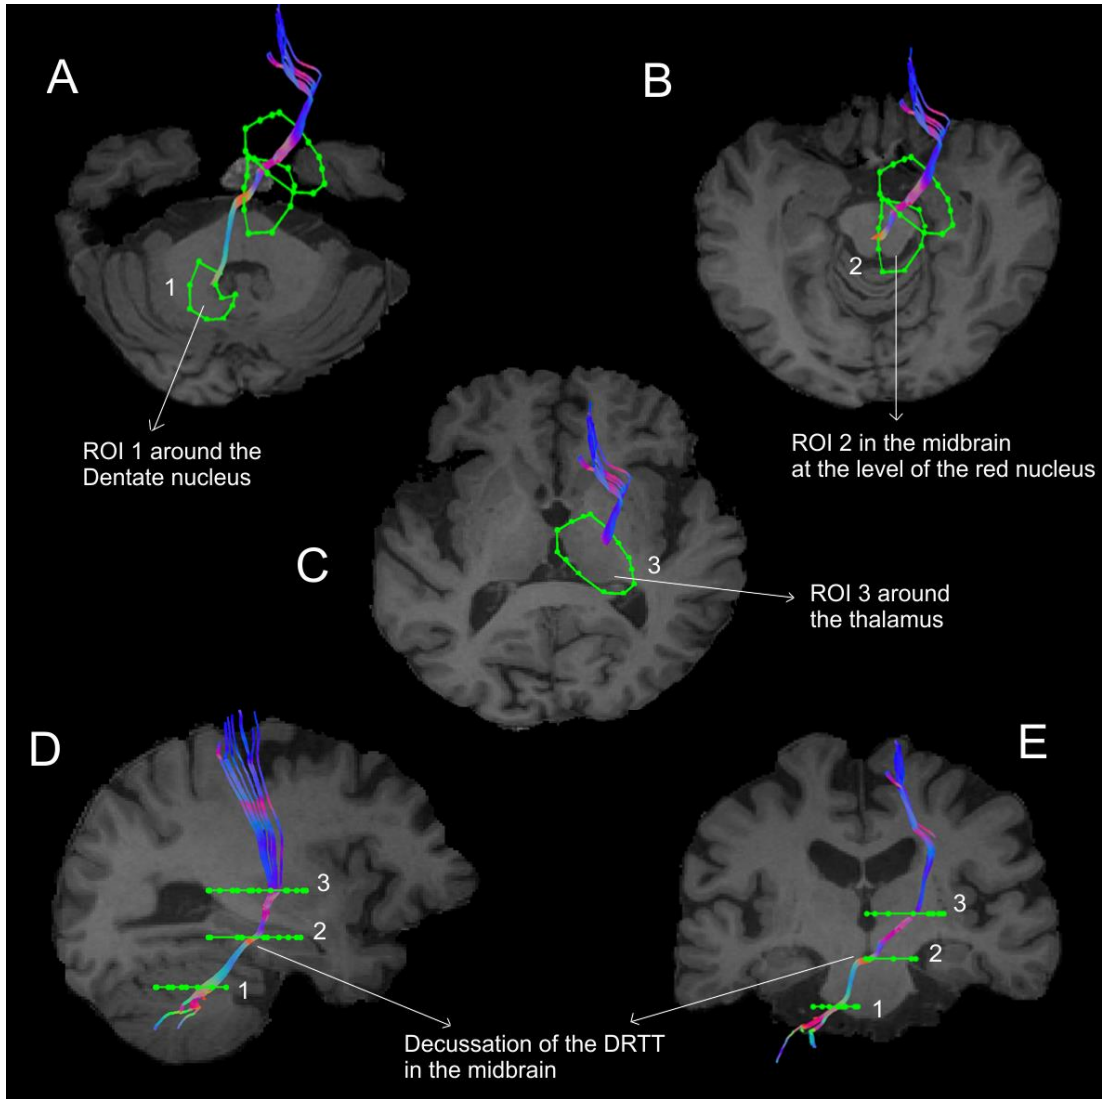 A
B
1
2
ROI 1 around the
Dentate nucleus
ROI 2 in the midbrain
at the level of the red nucleus
C
3
ROI 3 around
the thalamus
D
E
3
2
1
3
2
1
Decussation of the DRTT
in the midbrain